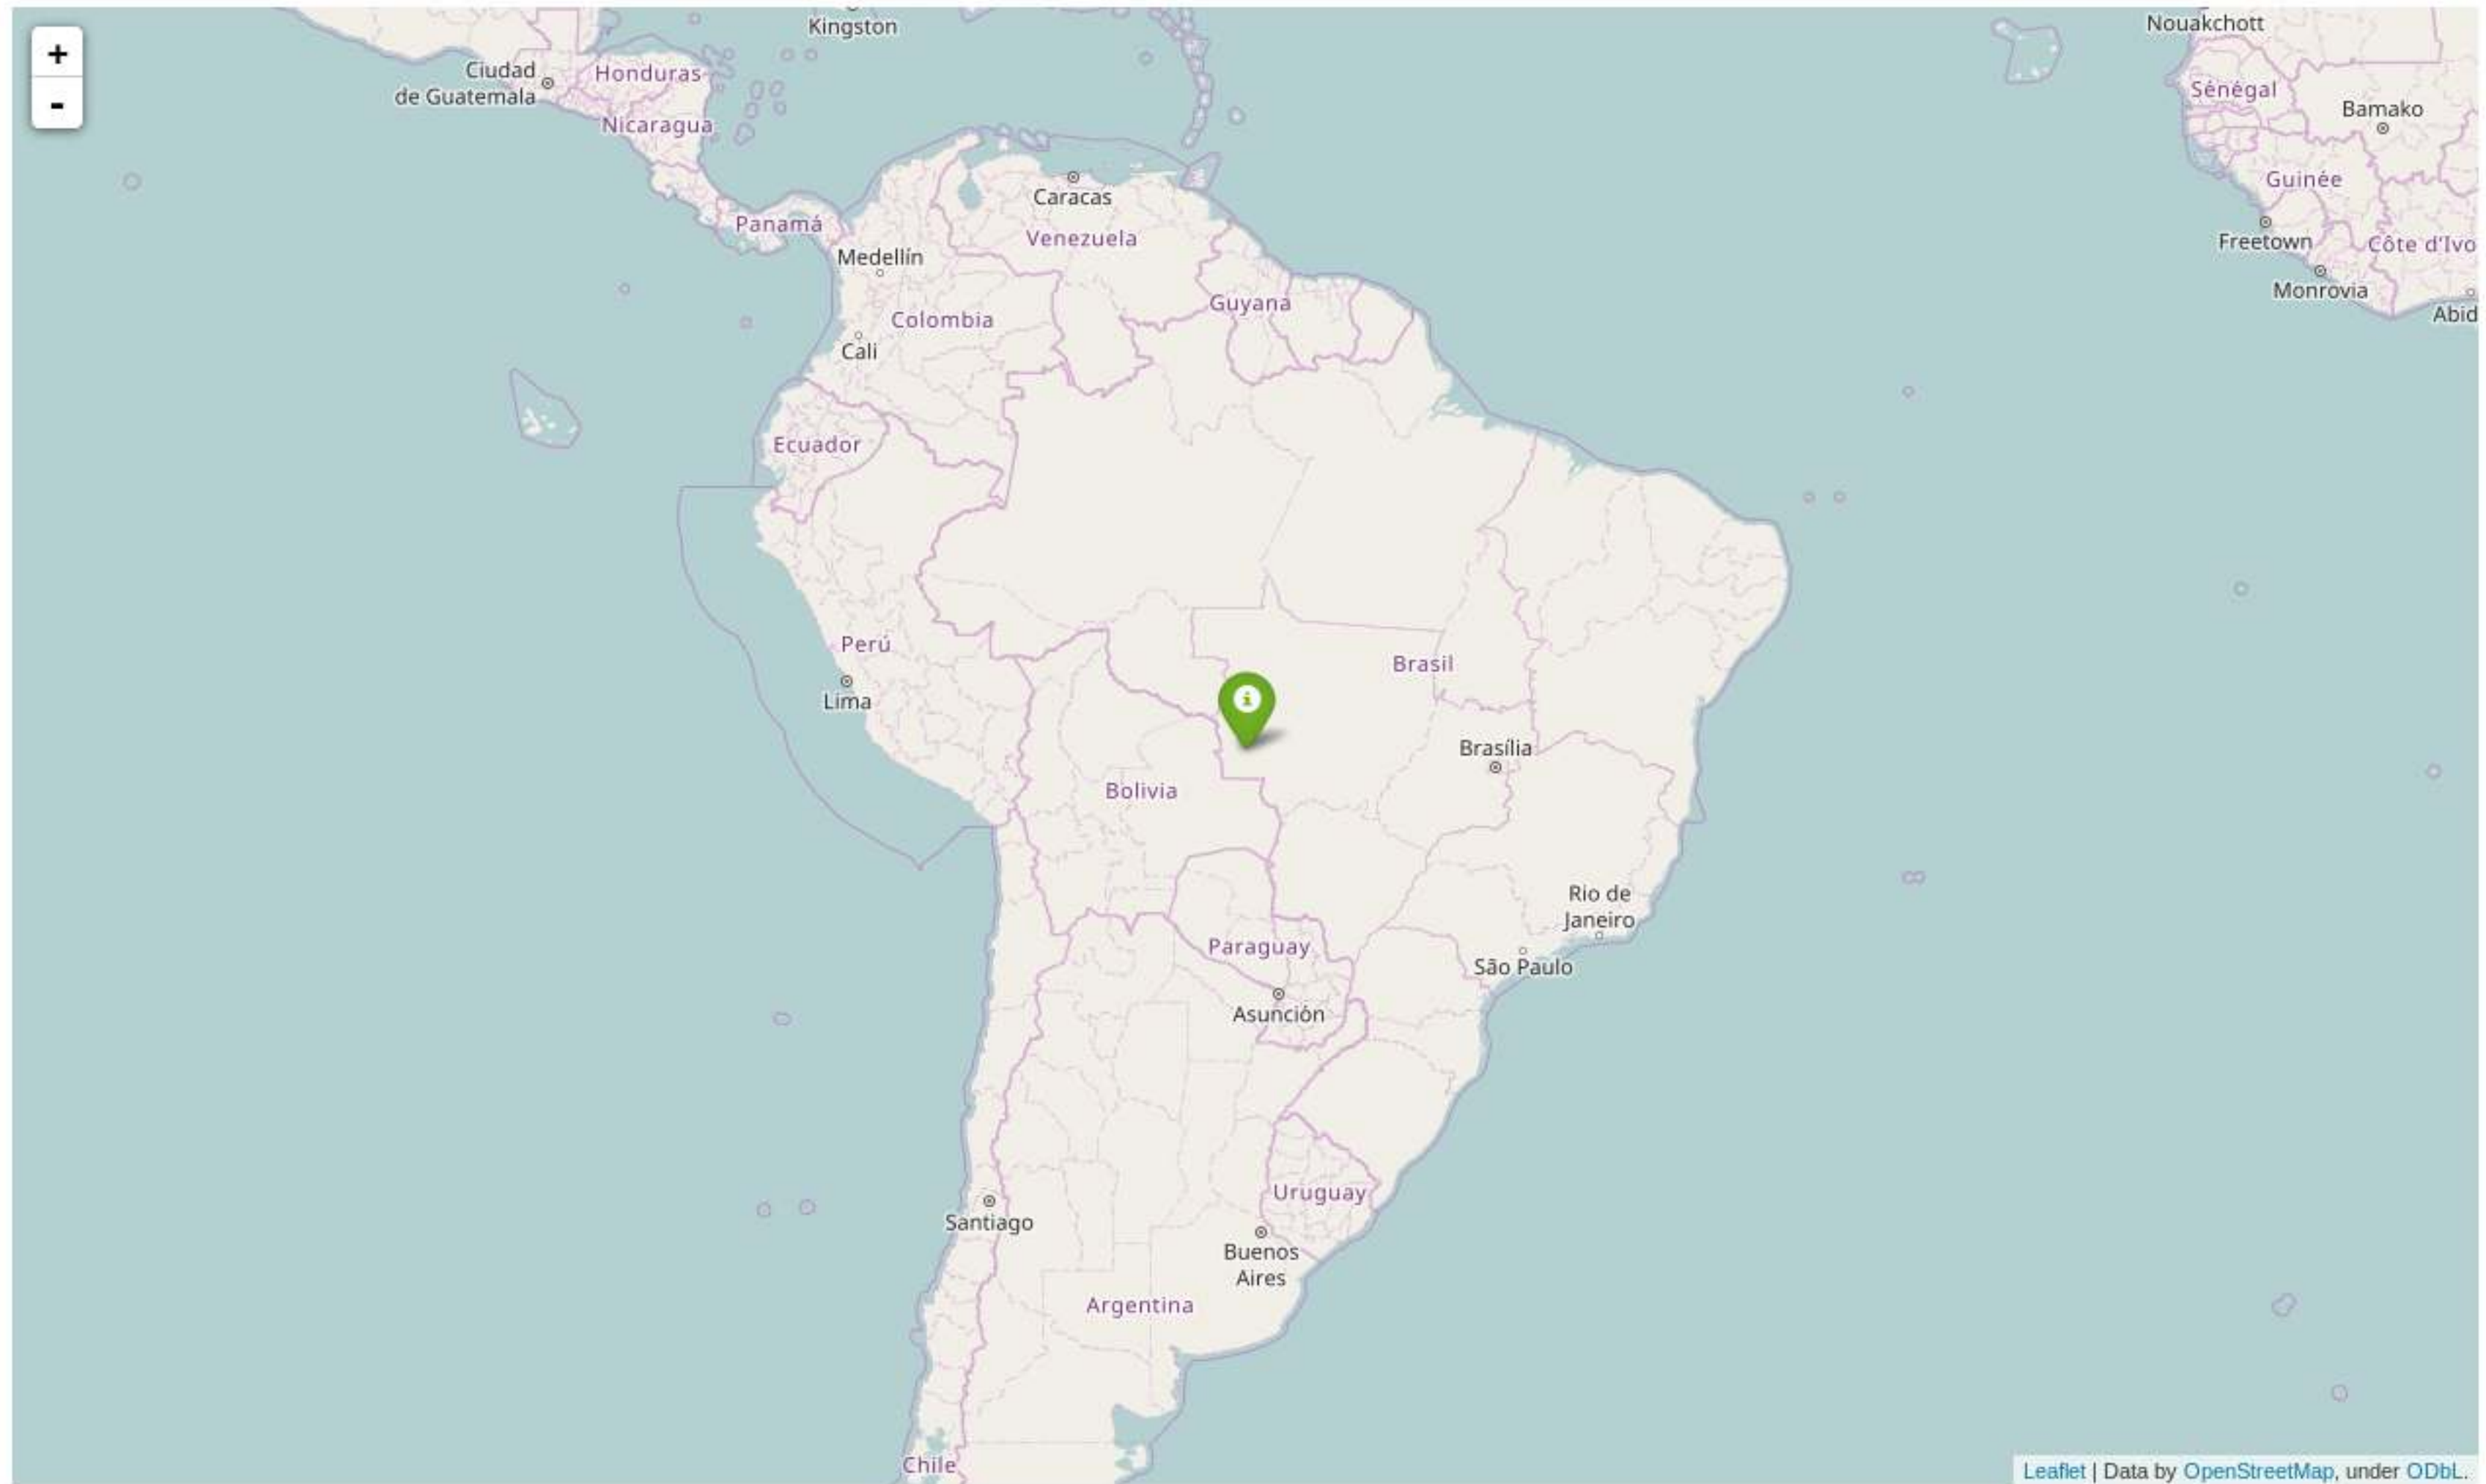 Kingston
Nouakchott
+
-
Ciudad
de Guatemala
Honduras
Sénégal
Bamako
Nicaragua
Guinée
Caracas
Panamá
Venezuela
Freetown
Côte d'Ivo
Medellín
Monrovia
Guyana
Abid
Colombia
Cali
Ecuador
Perú
Brasil
Lima
i
Brasília
Bolivia
Rio de
Janeiro
Paraguay
São Paulo
Asunción
Uruguay
Santiago
Buenos
Aires
Argentina
Chile
Leaflet | Data by OpenStreetMap, under ODbL.